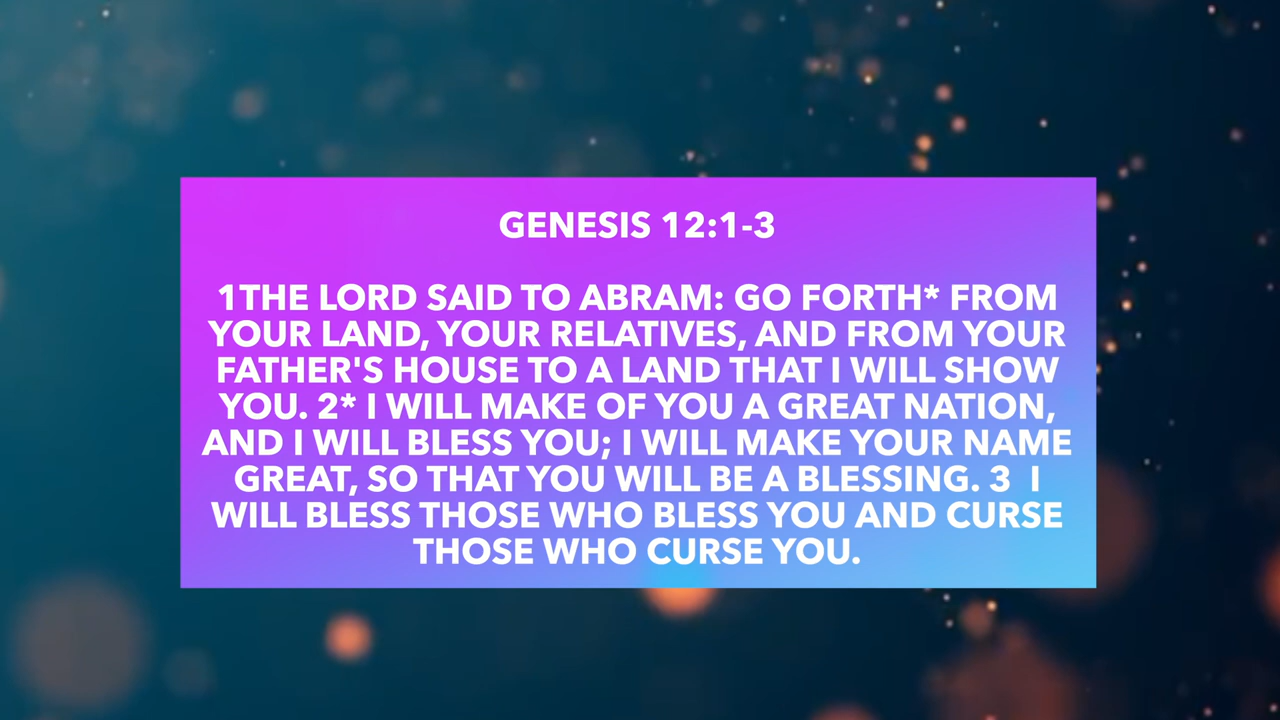 GENESIS 12:1-3
1THE LORD SAID TO ABRAM: GO FORTH* FROM
YOUR LAND, YOUR RELATIVES, AND FROM YOUR
FATHER'S HOUSE TO A LAND THAT I WILL SHOW
YOU. 2* I WILL MAKE OF YOU A GREAT NATION,
AND I WILL BLESS YOU; I WILL MAKE YOUR NAME
GREAT, SO THAT YOU WILL BE A BLESSING. 3  I
WILL BLESS THOSE WHO BLESS YOU AND CURSE
THOSE WHO CURSE YOU.